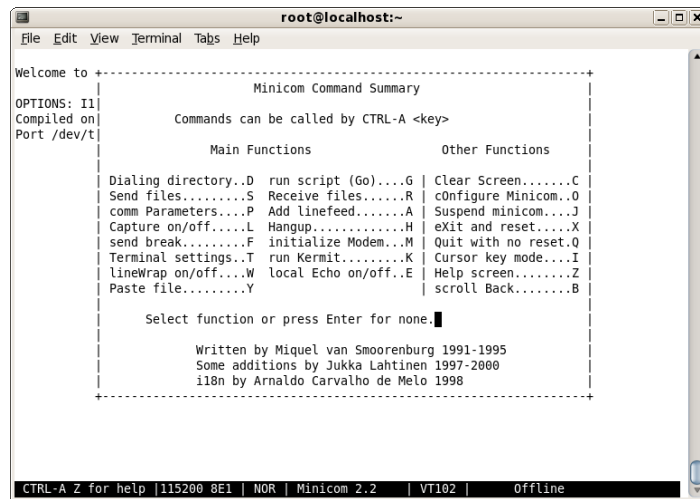 root@localhost:~
File Edit View Terminal Tabs Help
Welcome to +-------------------------------------------------------------------+
| Minicom Command Summary |
OPTIONS: I1| |
Compiled on| Commands can be called by CTRL-A <key> |
Port /dev/t| |
| Main Functions Other Functions |
| |
| Dialing directory..D run script (Go)....G | Clear Screen.......C |
| Send files.........S Receive files......R | cOnfigure Minicom..O |
| comm Parameters....P Add linefeed.......A | Suspend minicom....J |
| Capture on/off.....L Hangup.............H | eXit and reset.....X |
| send break.........F initialize Modem...M | Quit with no reset.Q |
| Terminal settings..T run Kermit.........K | Cursor key mode....I |
| lineWrap on/off....W local Echo on/off..E | Help screen........Z |
| Paste file.........Y | scroll Back........B |
| |
| Select function or press Enter for none. |
| |
| Written by Miquel van Smoorenburg 1991-1995 |
| Some additions by Jukka Lahtinen 1997-2000 |
| i18n by Arnaldo Carvalho de Melo 1998 |
+-------------------------------------------------------------------+
CTRL-A Z for help |115200 8E1 | NOR | Minicom 2.2 | VT102 | Offline